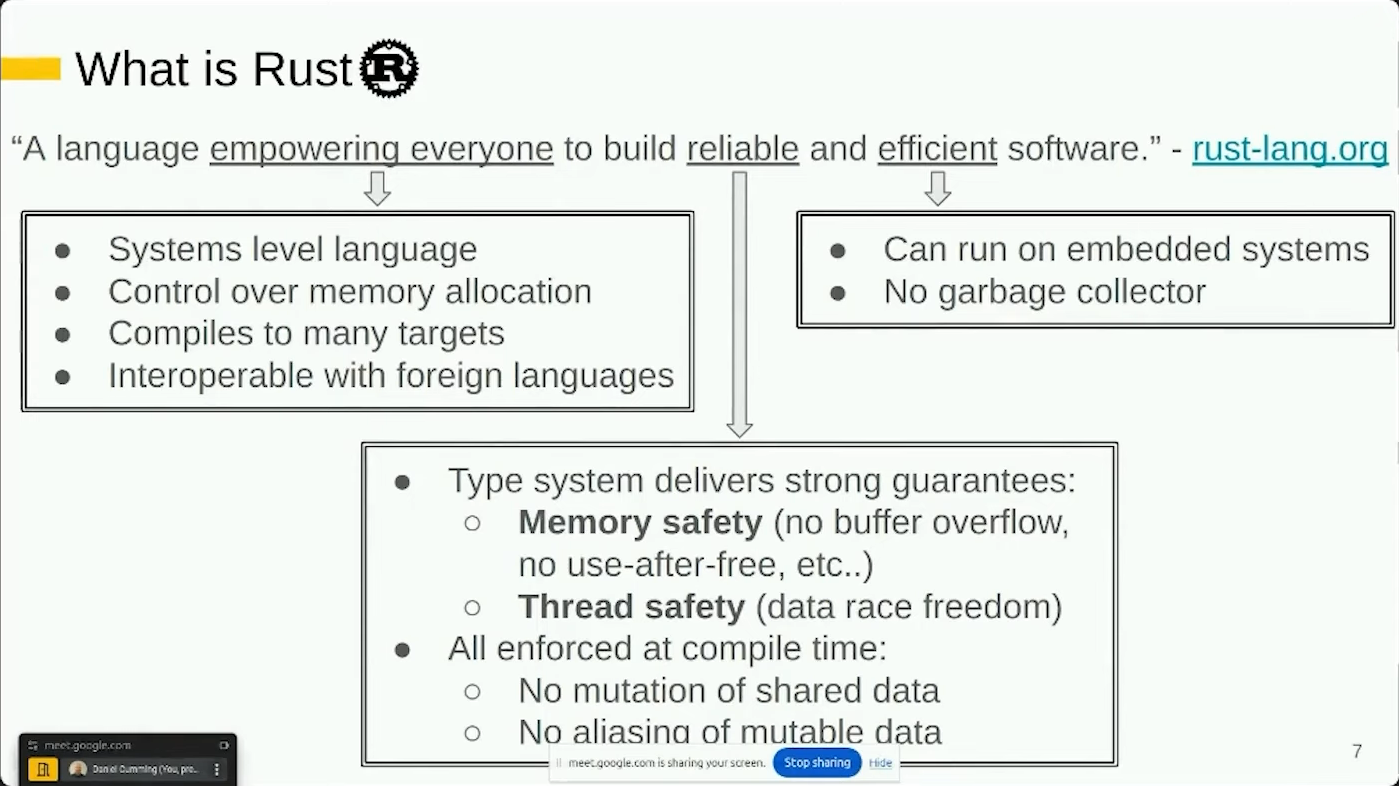 What is Rust
“A language empowering everyone to build reliable and efficient software.” - rust-lang.org
● Systems level language
● Control over memory allocation
● Compiles to many targets
● Interoperable with foreign languages
● Can run on embedded systems
● No garbage collector
● Type system delivers strong guarantees:
○ Memory safety (no buffer overflow,
no use-after-free, etc..)
○ Thread safety (data race freedom)
● All enforced at compile time:
○ No mutation of shared data
○ No aliasing of mutable data
7
meet.google.com
Daniel Cumming (You, pre...
meet.google.com is sharing your screen.
Stop sharing
Hide